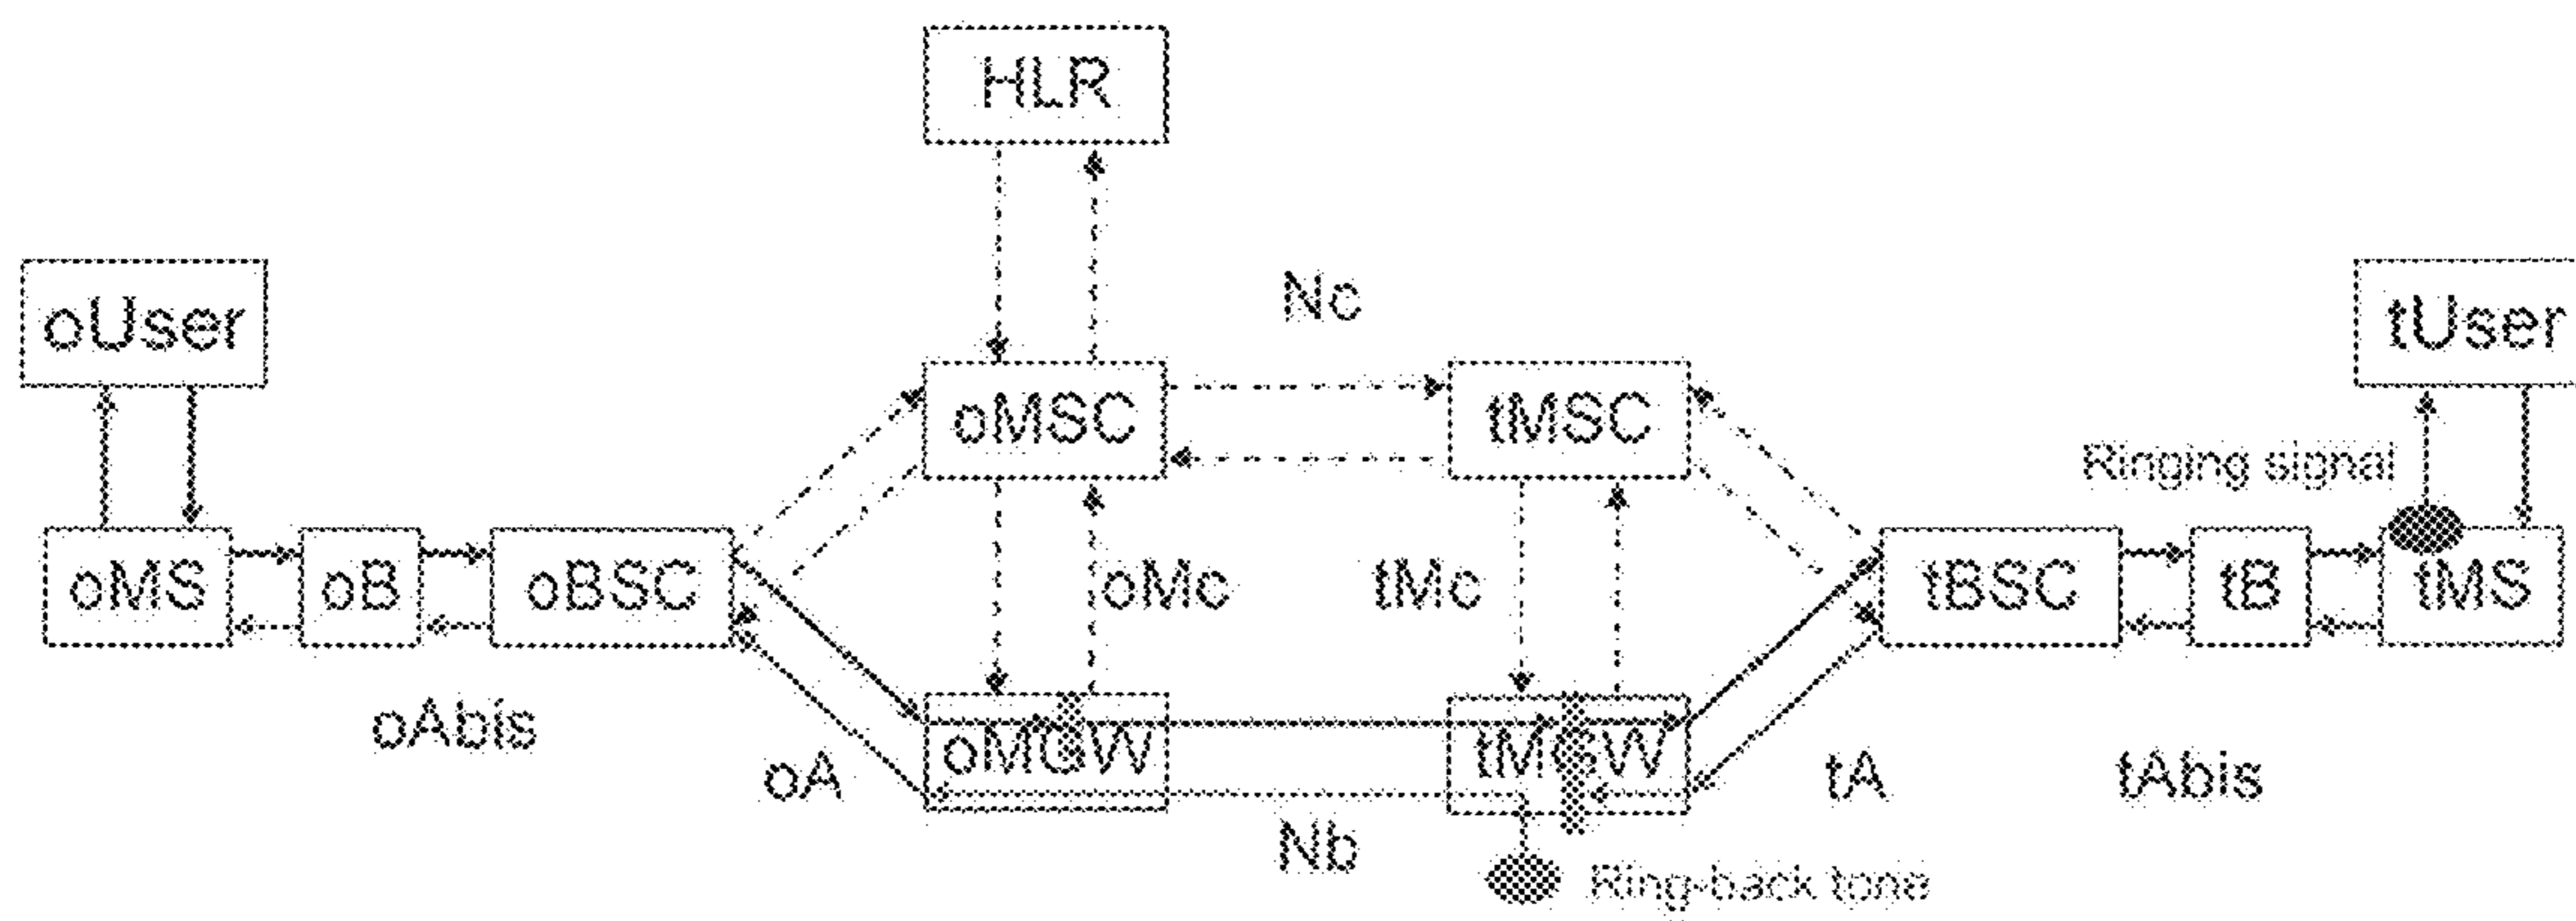 HLR
Nc
oUser
tUser
oMSC
tMSC
Ringing signal
oMS
oB
oBSC
oMc
tMc
tBSC
tB
tMS
oAbis
oA
oMGW
tMGW
tA
tAbis
Nb
Ring-back tone